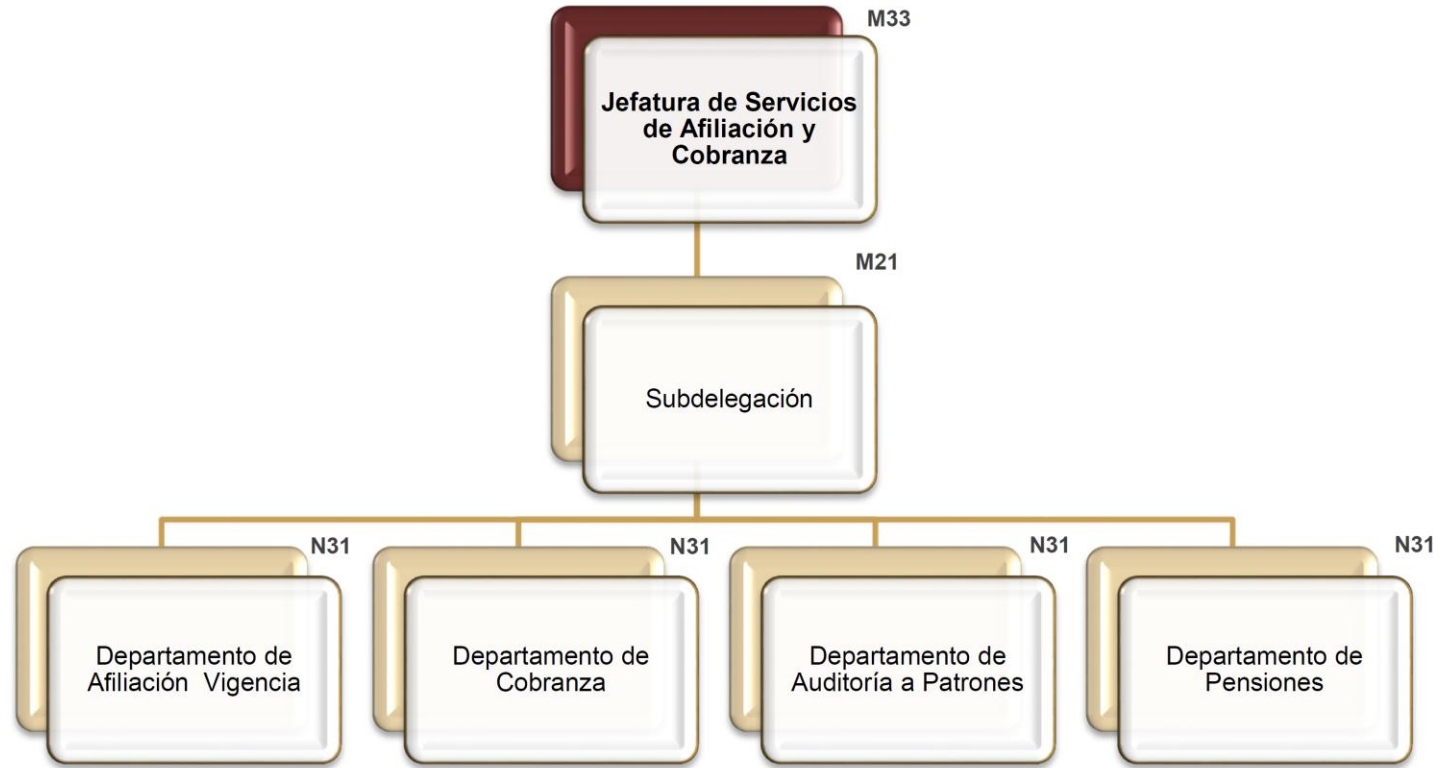 M33
Jefatura de Servicios
de Afiliación y
Cobranza
M21
Subdelegación
N31
N31
N31
N31
Departamento de
Afiliación  Vigencia
Departamento de
Cobranza
Departamento de
Auditoría a Patrones
Departamento de
Pensiones